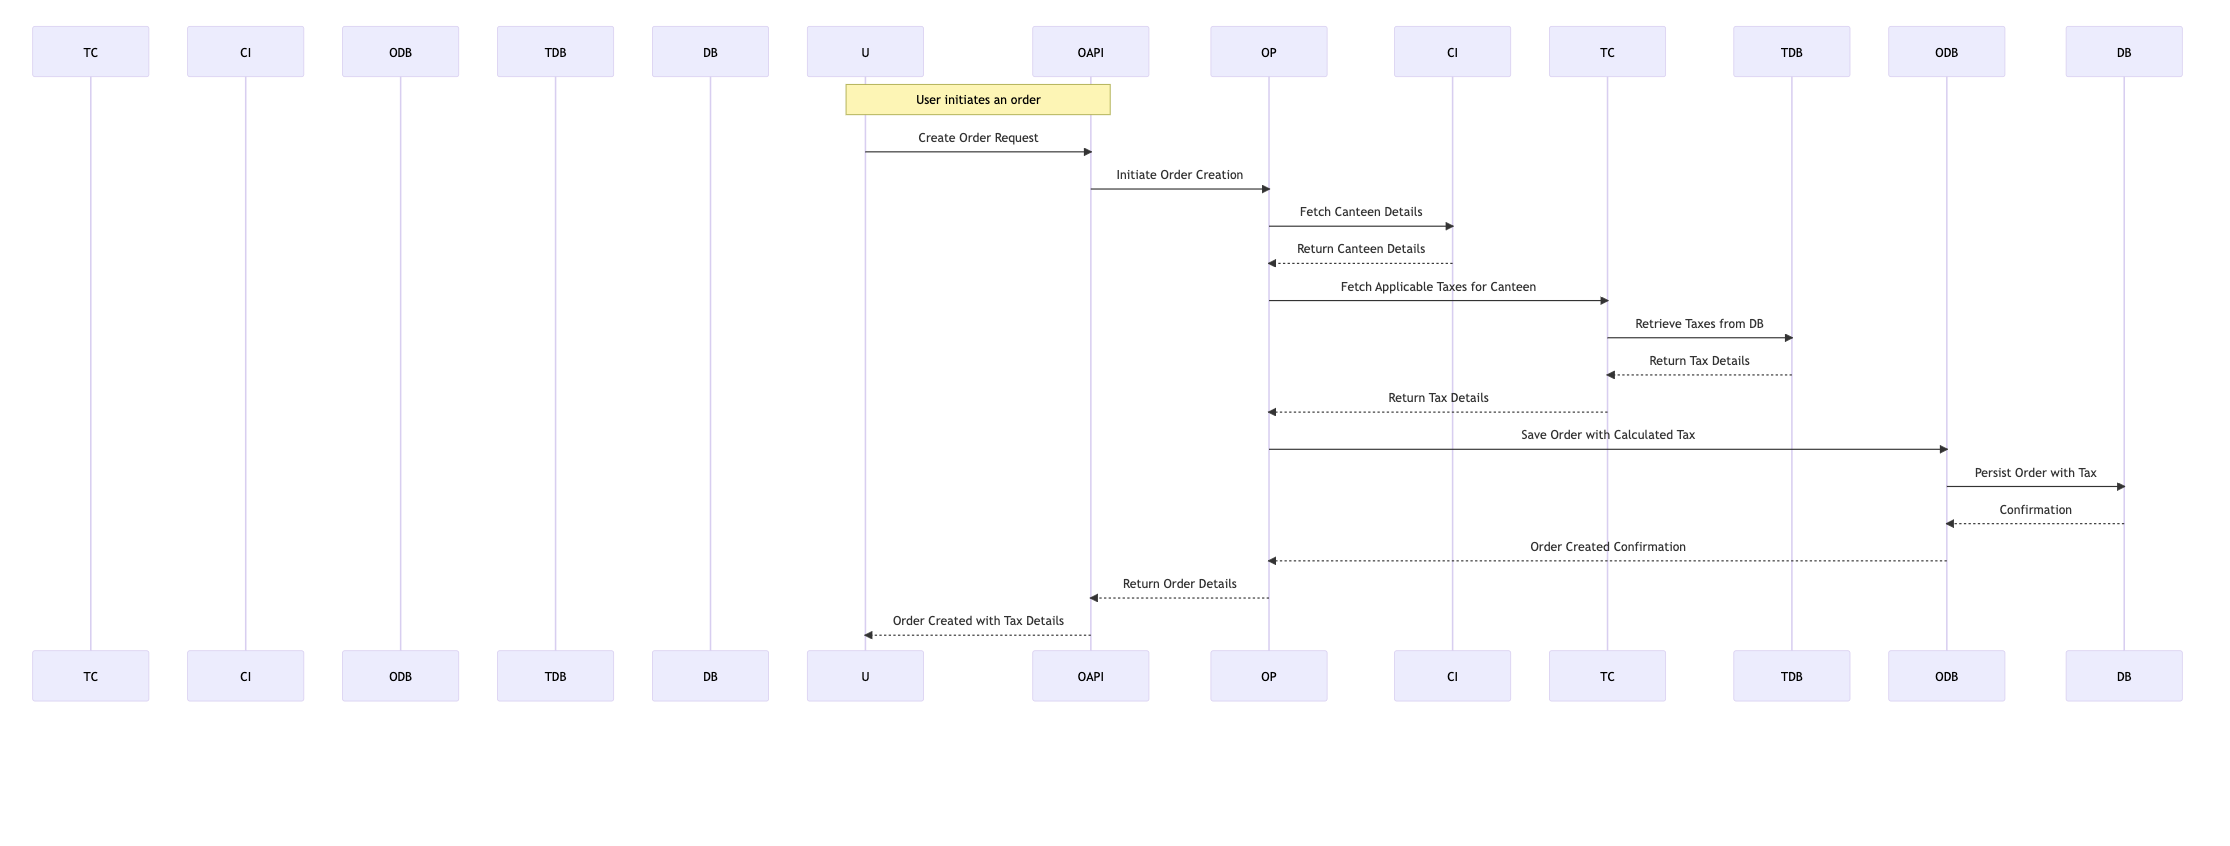 TC
CI
ODB
TDB
DB
U
OAPI
OP
CI
TC
TDB
ODB
DB
User initiates an order
Create Order Request
Initiate Order Creation
Fetch Canteen Details
Return Canteen Details
Fetch Applicable Taxes for Canteen
Retrieve Taxes from DB
Return Tax Details
Return Tax Details
Save Order with Calculated Tax
Persist Order with Tax
Confirmation
Order Created Confirmation
Return Order Details
Order Created with Tax Details
TC
CI
ODB
TDB
DB
U
OAPI
OP
CI
TC
TDB
ODB
DB